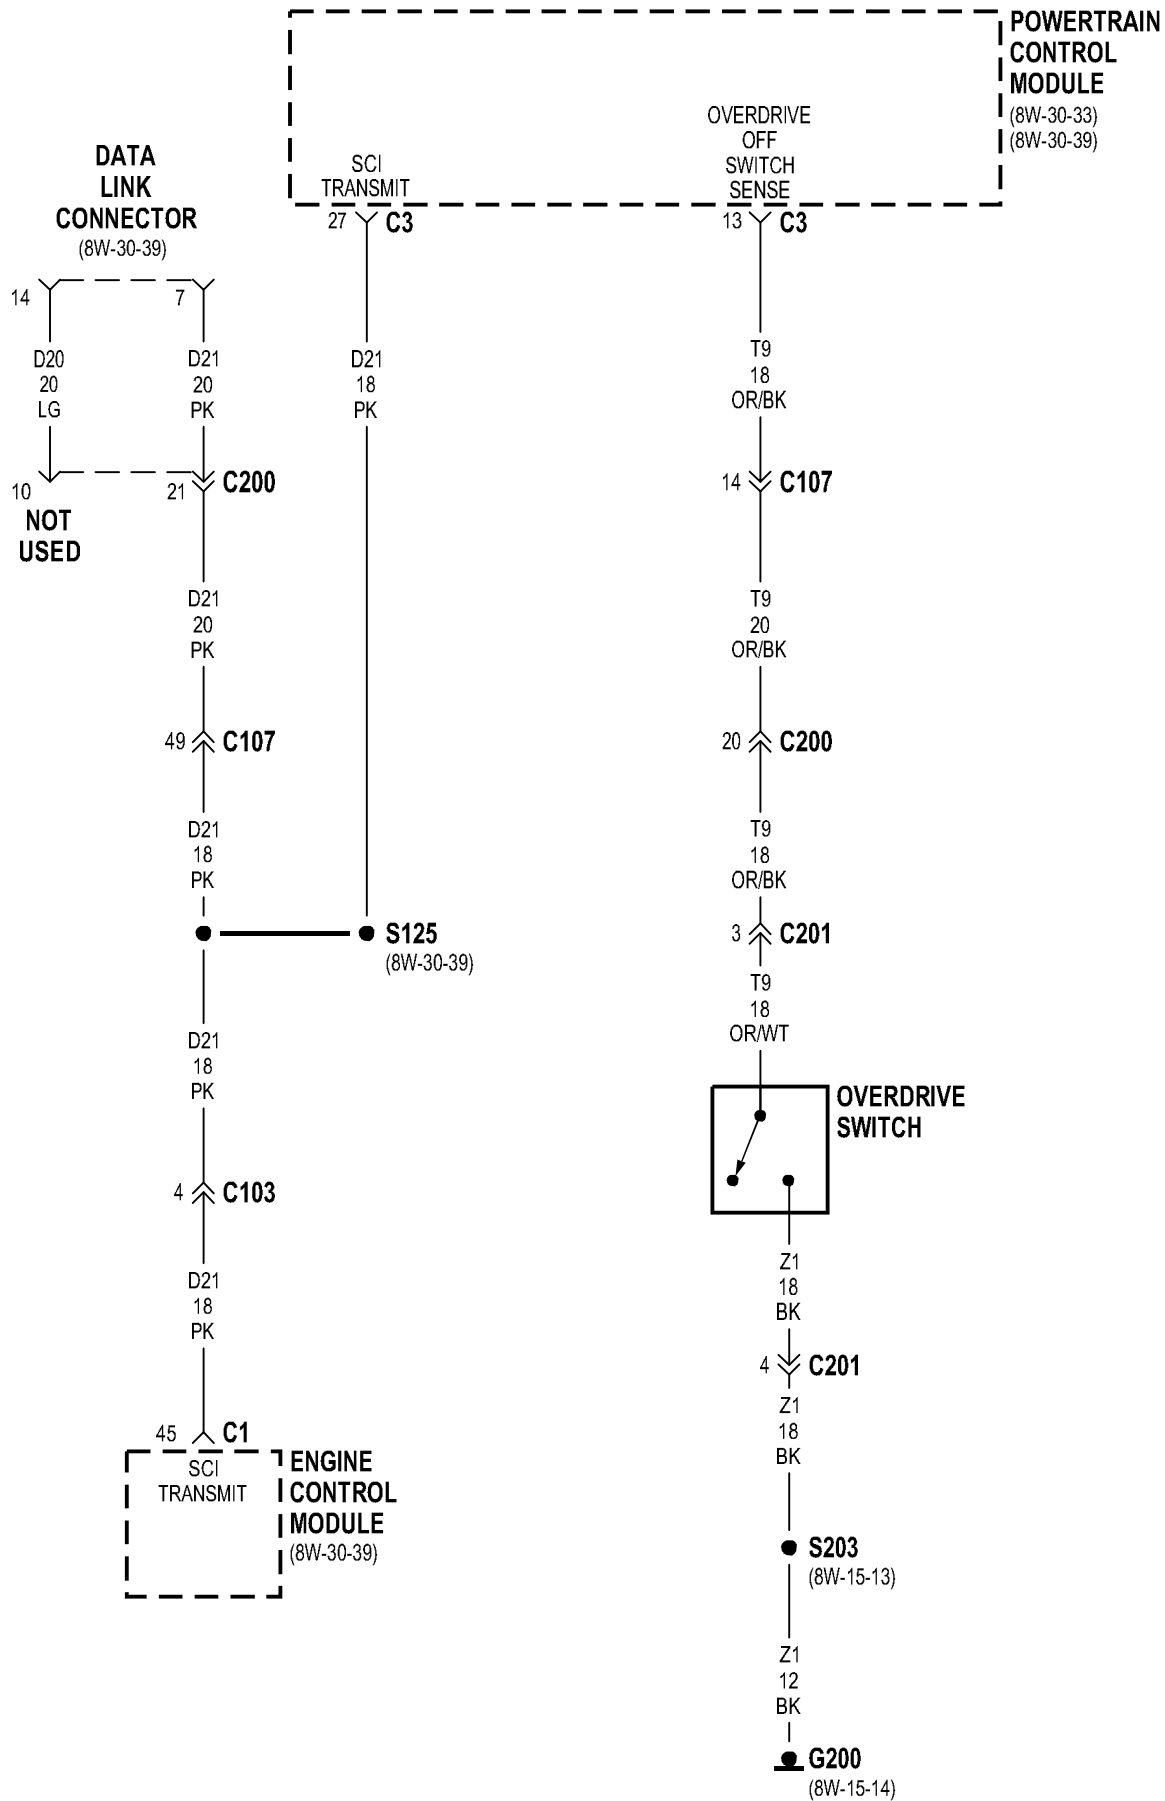 POWERTRAIN
CONTROL
MODULE
(8W-30-33)
(8W-30-39)
OVERDRIVE
OFF
SWITCH
SENSE
SCI
TRANSMIT
DATA
LINK
CONNECTOR
(8W-30-39)
27 C3
13 C3
14
7
D20
20
LG
D21
20
PK
D21
18
PK
T9
18
OR/BK
10
NOT
USED
21 C200
14 C107
D21
20
PK
T9
20
OR/BK
49 C107
20 C200
D21
18
PK
T9
18
OR/BK
S125
(8W-30-39)
3 C201
T9
18
OR/WT
D21
18
PK
OVERDRIVE
SWITCH
4 C103
D21
18
PK
Z1
18
BK
4 C201
Z1
18
BK
45 C1
SCI
TRANSMIT
ENGINE
CONTROL
MODULE
(8W-30-39)
S203
(8W-15-13)
Z1
12
BK
G200
(8W-15-14)